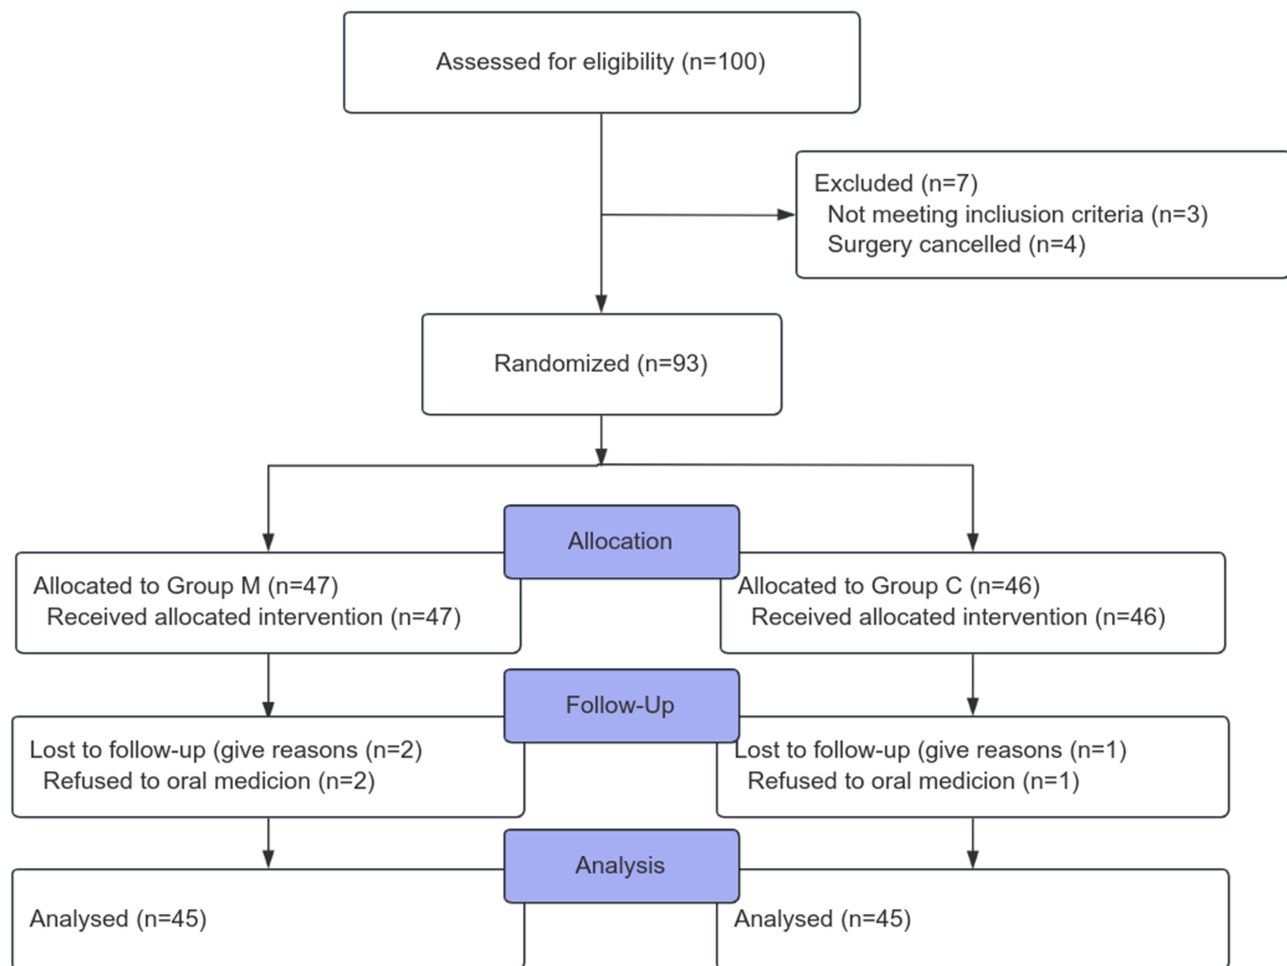 Assessed for eligibility (n=100)
Excluded (n=7)
Not meeting incliusion criteria (n=3)
Surgery cancelled (n=4)
Randomized (n=93)
Allocation
Allocated to Group M (n=47)
Received allocated intervention (n=47)
Allocated to Group C (n=46)
Received allocated intervention (n=46)
Follow-Up
Lost to follow-up (give reasons (n=2)
Refused to oral medicion (n=2)
Lost to follow-up (give reasons (n=1)
Refused to oral medicion (n=1)
Analysis
Analysed (n=45)
Analysed (n=45)